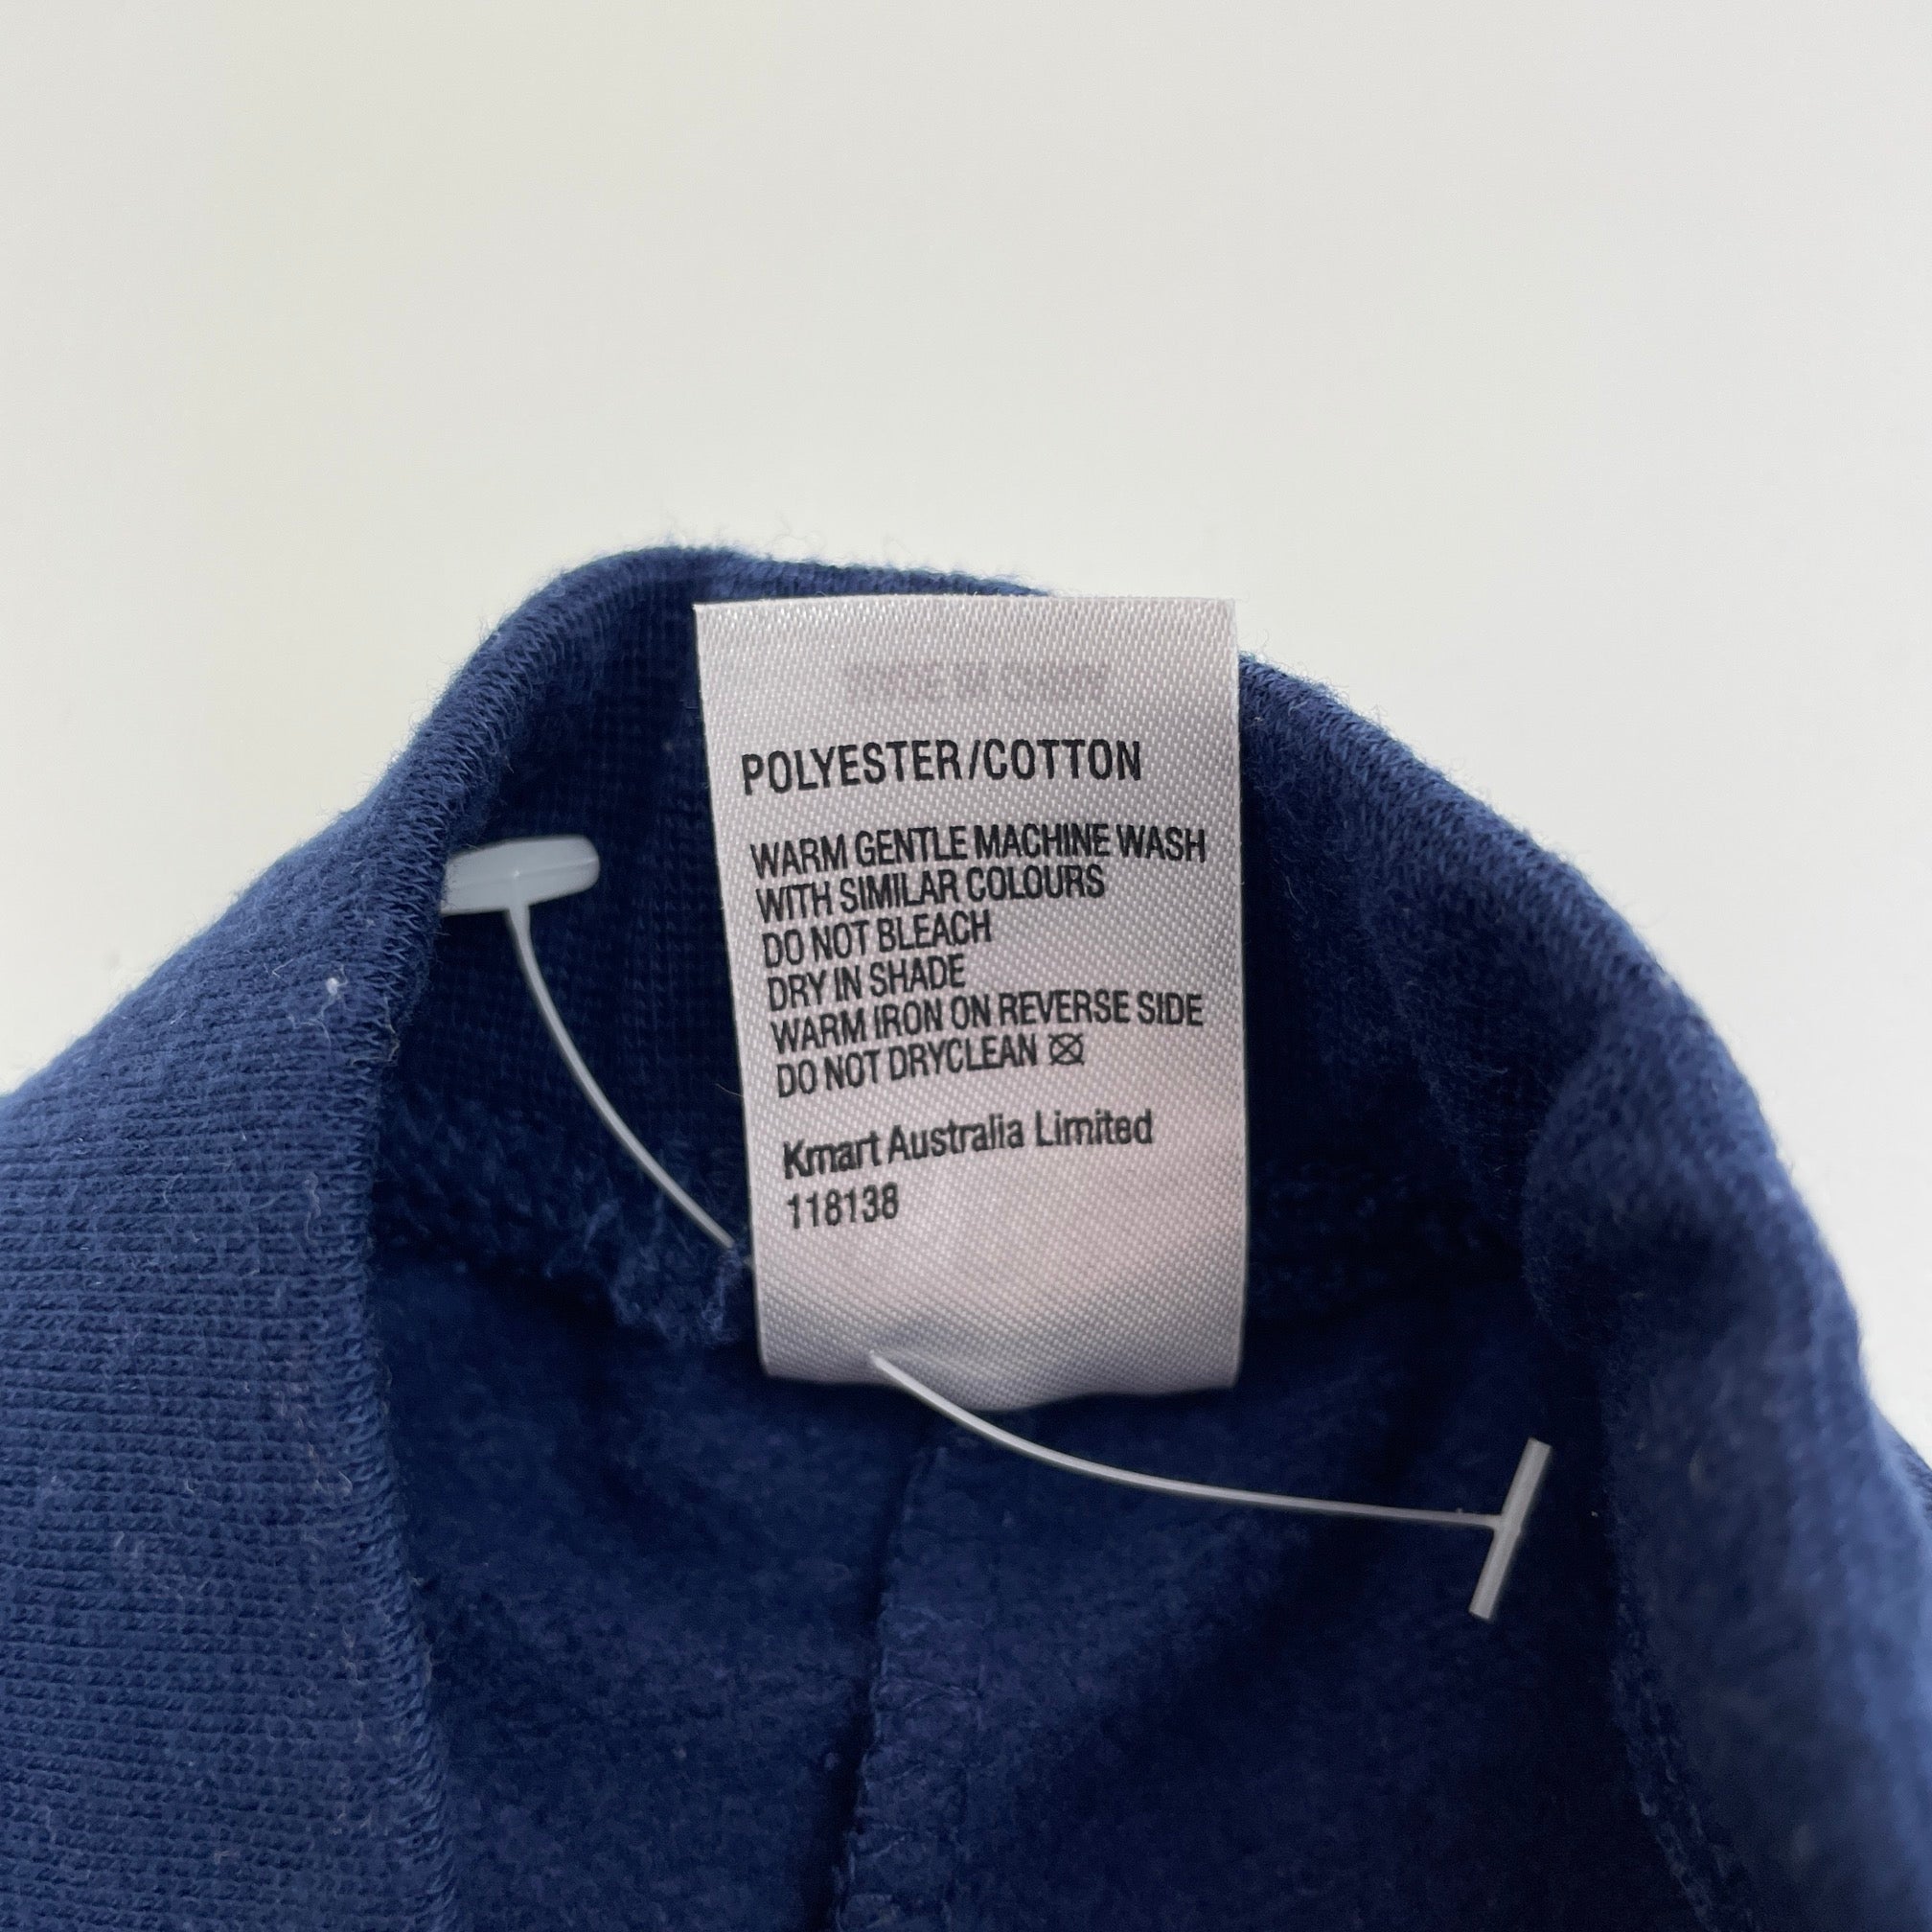 POLYESTER/COTTON
WARM GENTLE MACHINE WASH
WITH SIMILAR COLOURS
DO NOT BLEACH
DRY IN SHADE
WARM IRON ON REVERSE SIDE
DO NOT DRYCLEAN
Kmart Australia Limited
118138